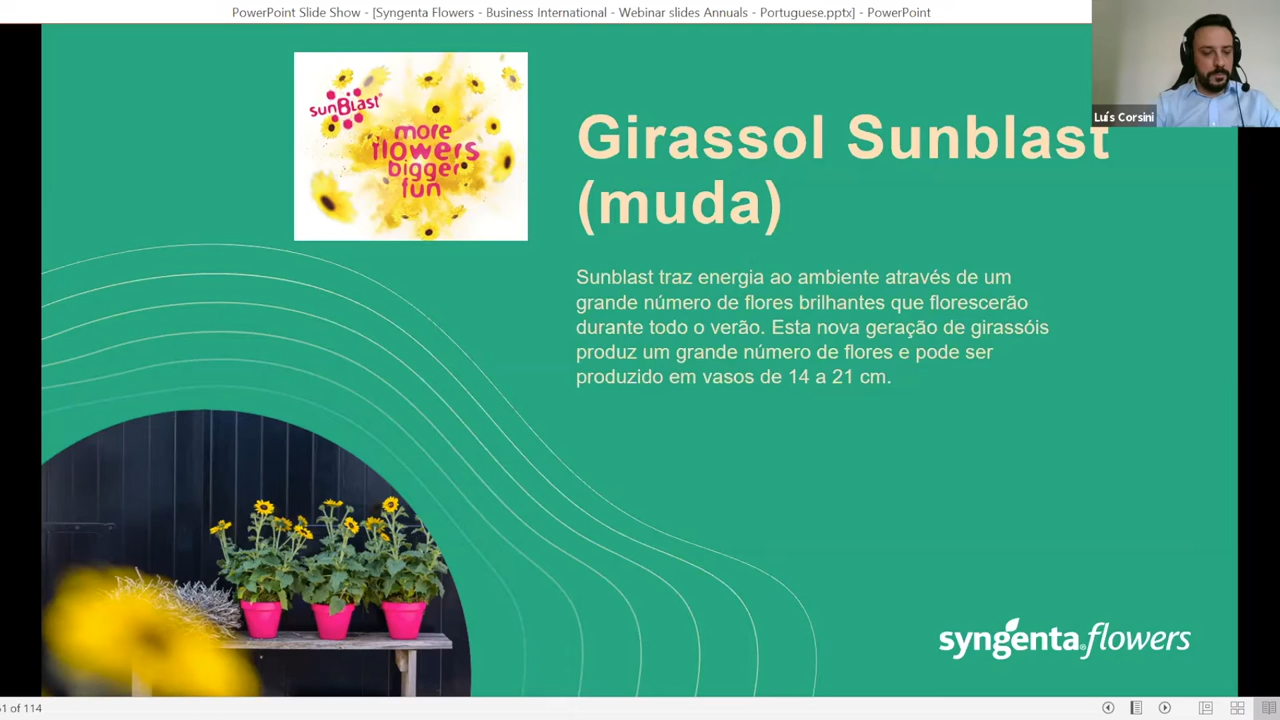 PowerPoint Slide Show - [Syngenta Flowers - Business International - Webinar slides Annuals - Portuguese.pptx] - PowerPoint
sunBlast
more
flowers
bigger
fun
Girassol Sunblast
(muda)
Luís Corsini
Sunblast traz energia ao ambiente através de um
grande número de flores brilhantes que florescerão
durante todo o verão. Esta nova geração de girassóis
produz um grande número de flores e pode ser
produzido em vasos de 14 a 21 cm.
syngenta® flowers
of 114